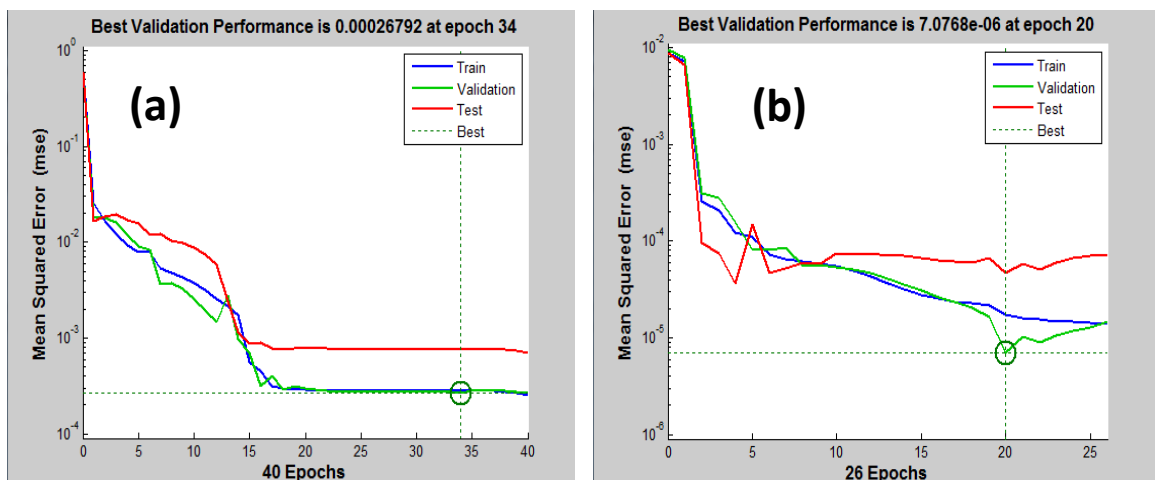 Best Validation Performance is 0.00026792 at epoch 34
Mean Squared Error (mse)
10^0
10^-1
10^-2
10^-3
10^-4
(a)
Train
Validation
Test
Best
0 5 10 15 20 25 30 35 40
40 Epochs
Best Validation Performance is 7.0768e-06 at epoch 20
Mean Squared Error (mse)
10^-2
10^-3
10^-4
10^-5
10^-6
(b)
Train
Validation
Test
Best
0 5 10 15 20 25
26 Epochs